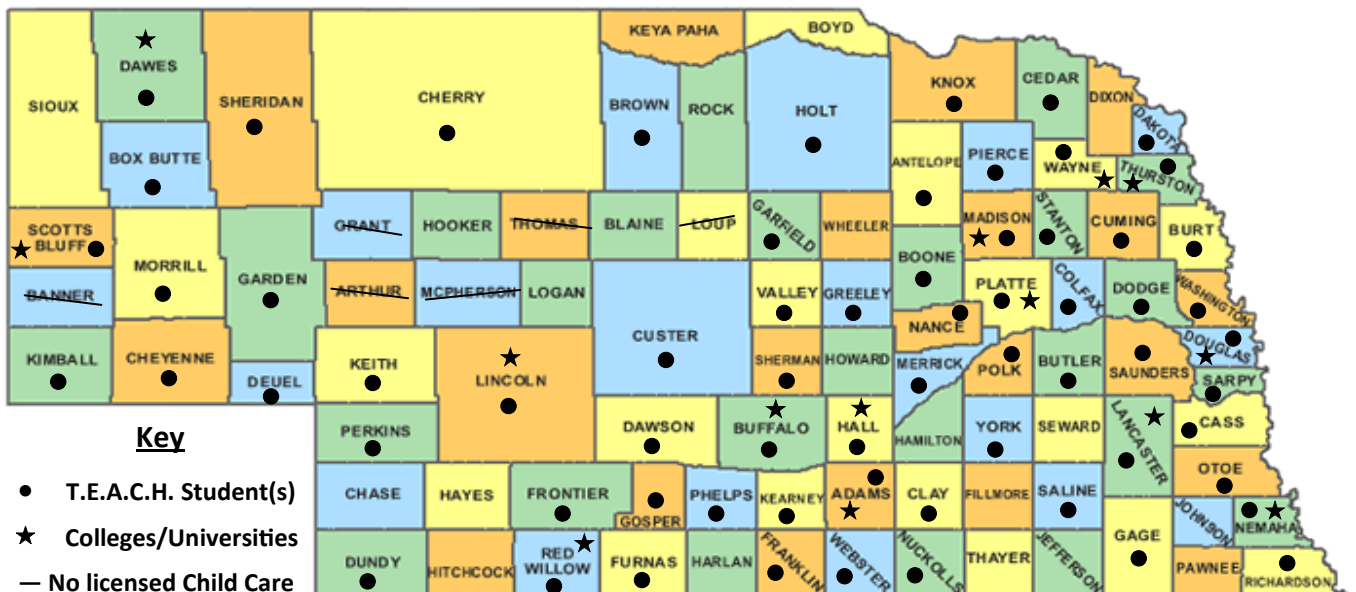 KEYA PAHA
BOYD
DAWES
SIOUX
SHERIDAN
CHERRY
BROWN
ROCK
HOLT
KNOX
CEDAR
DIXON
DAKOTA
BOX BUTTE
ANTELOPE
PIERCE
WAYNE
THURSTON
SCOTTS
BLUFF
MORRILL
GARDEN
GRANT
HOOKER
THOMAS
BLAINE
LOUP
GARFIELD
WHEELER
MADISON
STANTON
CUMING
BURT
BANNER
ARTHUR
MCPHERSON
LOGAN
CUSTER
VALLEY
GREELEY
BOONE
PLATTE
COLFAX
DODGE
WASHINGTON
NANCE
KIMBALL
CHEYENNE
DEUEL
KEITH
LINCOLN
SHERMAN
HOWARD
MERRICK
POLK
BUTLER
SAUNDERS
DOUGLAS
SARPY
PERKINS
DAWSON
BUFFALO
HALL
HAMILTON
YORK
SEWARD
LANCASTER
CASS
CHASE
HAYES
FRONTIER
GOSPER
PHELPS
KEARNEY
ADAMS
CLAY
FILLMORE
SALINE
OTOE
DUNDY
HITCHCOCK
RED
WILLOW
FURNAS
HARLAN
FRANKLIN
WEBSTER
NUCKOLLS
THAYER
JEFFERSON
GAGE
JOHNSON
NEMAHA
PAWNEE
RICHARDSON
Key
T.E.A.C.H. Student(s)
Colleges/Universities
No licensed Child Care